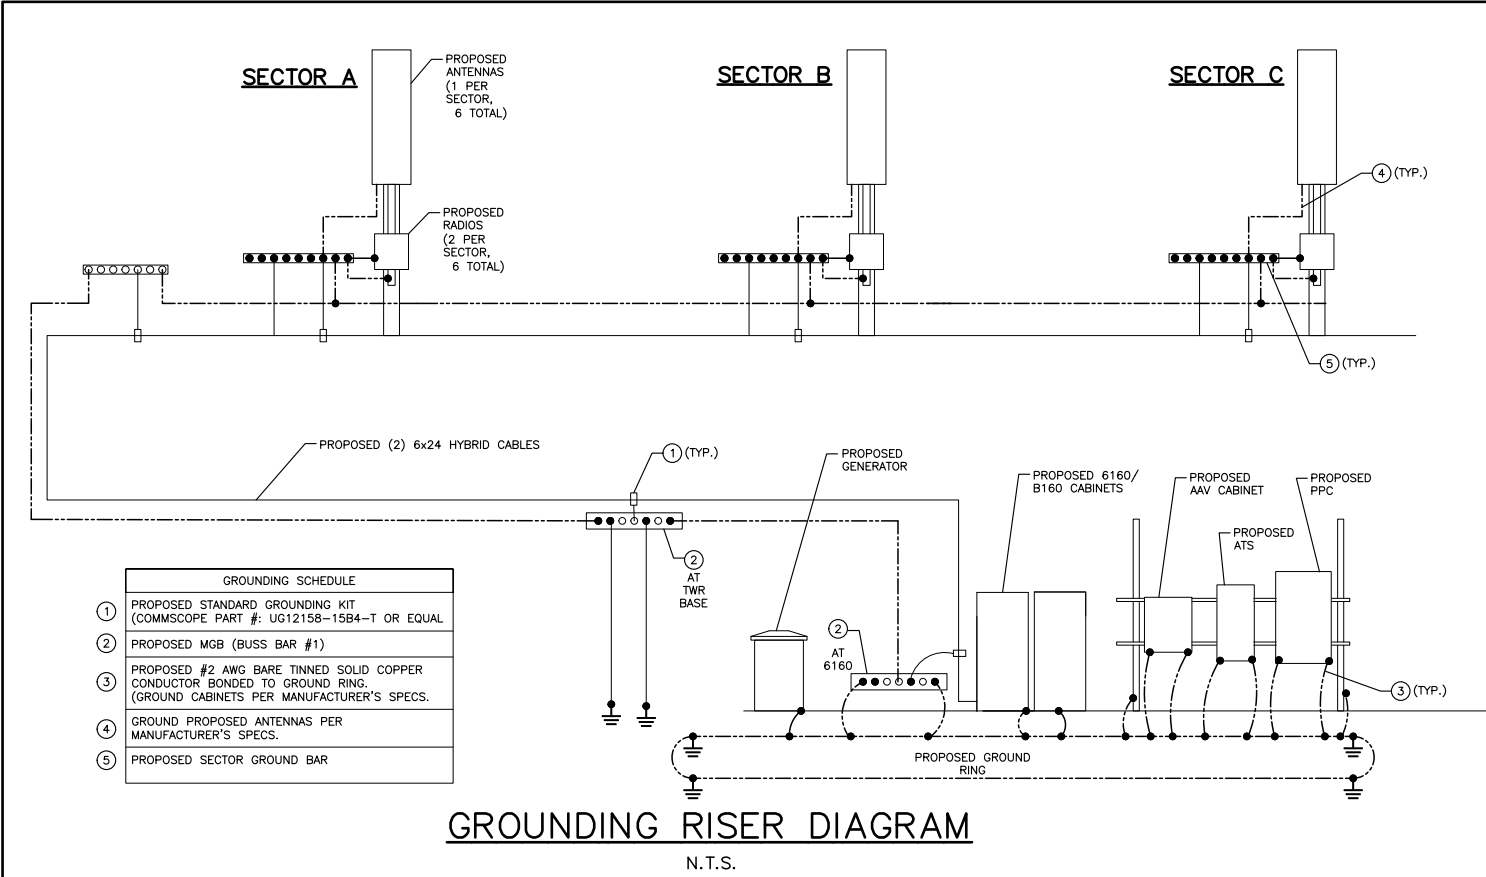 SECTOR A
PROPOSED
ANTENNAS
(1 PER
SECTOR,
6 TOTAL)
SECTOR B
SECTOR C
4 (TYP.)
PROPOSED
RADIOS
(2 PER
SECTOR,
6 TOTAL)
5 (TYP.)
PROPOSED (2) 6x24 HYBRID CABLES
1 (TYP.)
PROPOSED
GENERATOR
PROPOSED 6160/
B160 CABINETS
PROPOSED
AAV CABINET
PROPOSED
PPC
PROPOSED
ATS
2
AT
TWR
BASE
2
AT
6160
3 (TYP.)
GROUNDING SCHEDULE
1 PROPOSED STANDARD GROUNDING KIT
(COMMSCOPE PART #: UG12158-15B4-T OR EQUAL
2 PROPOSED MGB (BUSS BAR #1)
3 PROPOSED #2 AWG BARE TINNED SOLID COPPER
CONDUCTOR BONDED TO GROUND RING.
(GROUND CABINETS PER MANUFACTURER'S SPECS.
4 GROUND PROPOSED ANTENNAS PER
MANUFACTURER'S SPECS.
5 PROPOSED SECTOR GROUND BAR
PROPOSED GROUND
RING
GROUNDING RISER DIAGRAM
N.T.S.